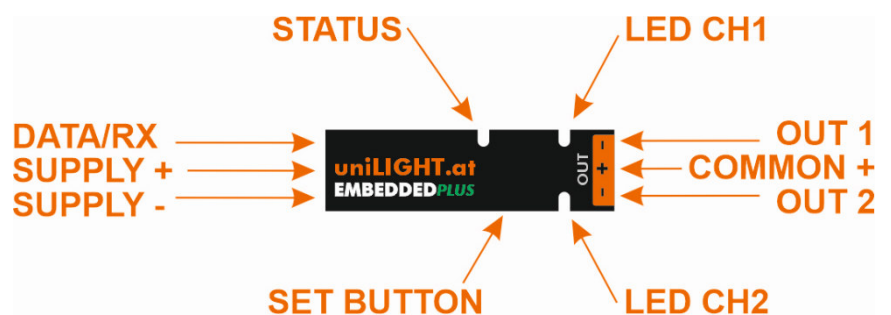 STATUS
LED CH1
DATA/RX
SUPPLY +
SUPPLY -
uniLIGHT.at
EMBEDDEDPLUS
OUT
-
+
-
OUT 1
COMMON +
OUT 2
SET BUTTON
LED CH2